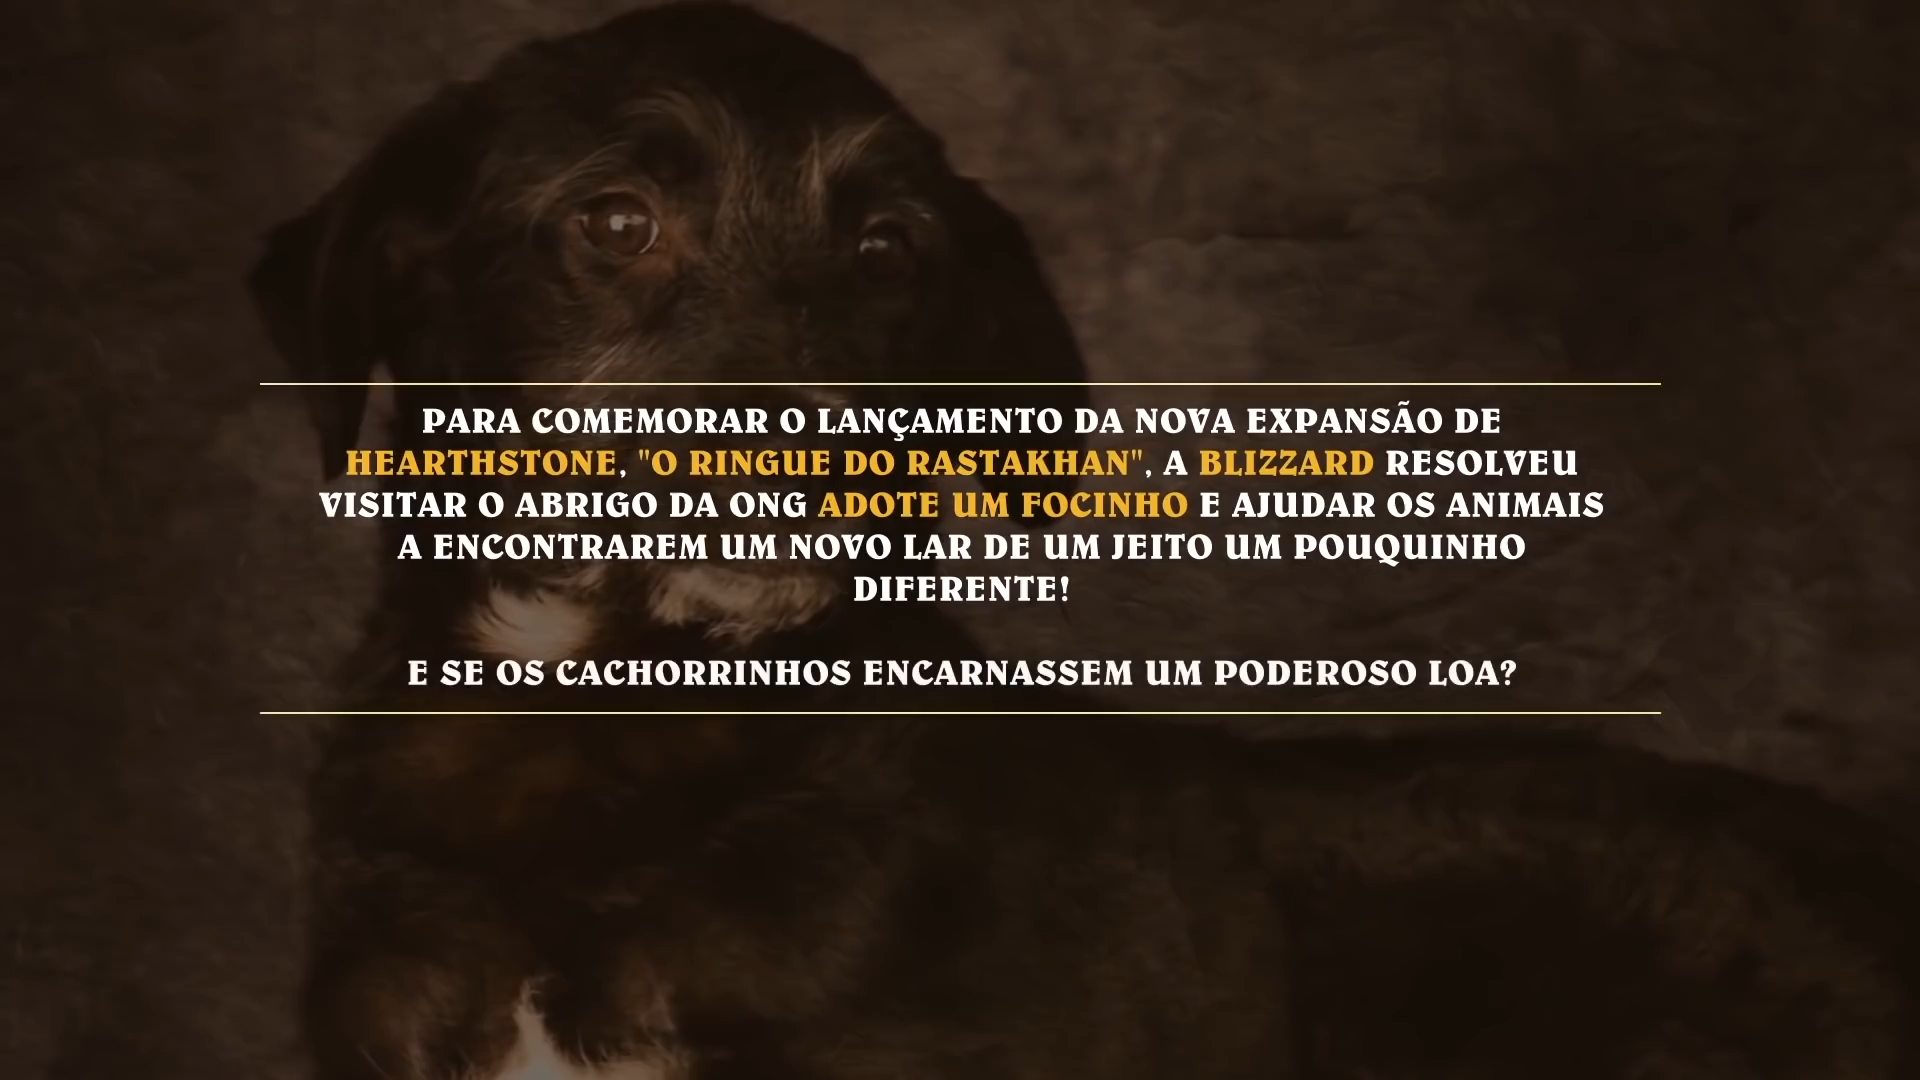 PARA COMEMORAR O LANÇAMENTO DA NOVA EXPANSÃO DE
HEARTHSTONE, "O RINGUE DO RASTAKHAN", A BLIZZARD RESOLVEU
VISITAR O ABRIGO DA ONG ADOTE UM FOCINHO E AJUDAR OS ANIMAIS
A ENCONTRAREM UM NOVO LAR DE UM JEITO UM POUQUINHO
DIFERENTE!
E SE OS CACHORRINHOS ENCARNASSEM UM PODEROSO LOA?